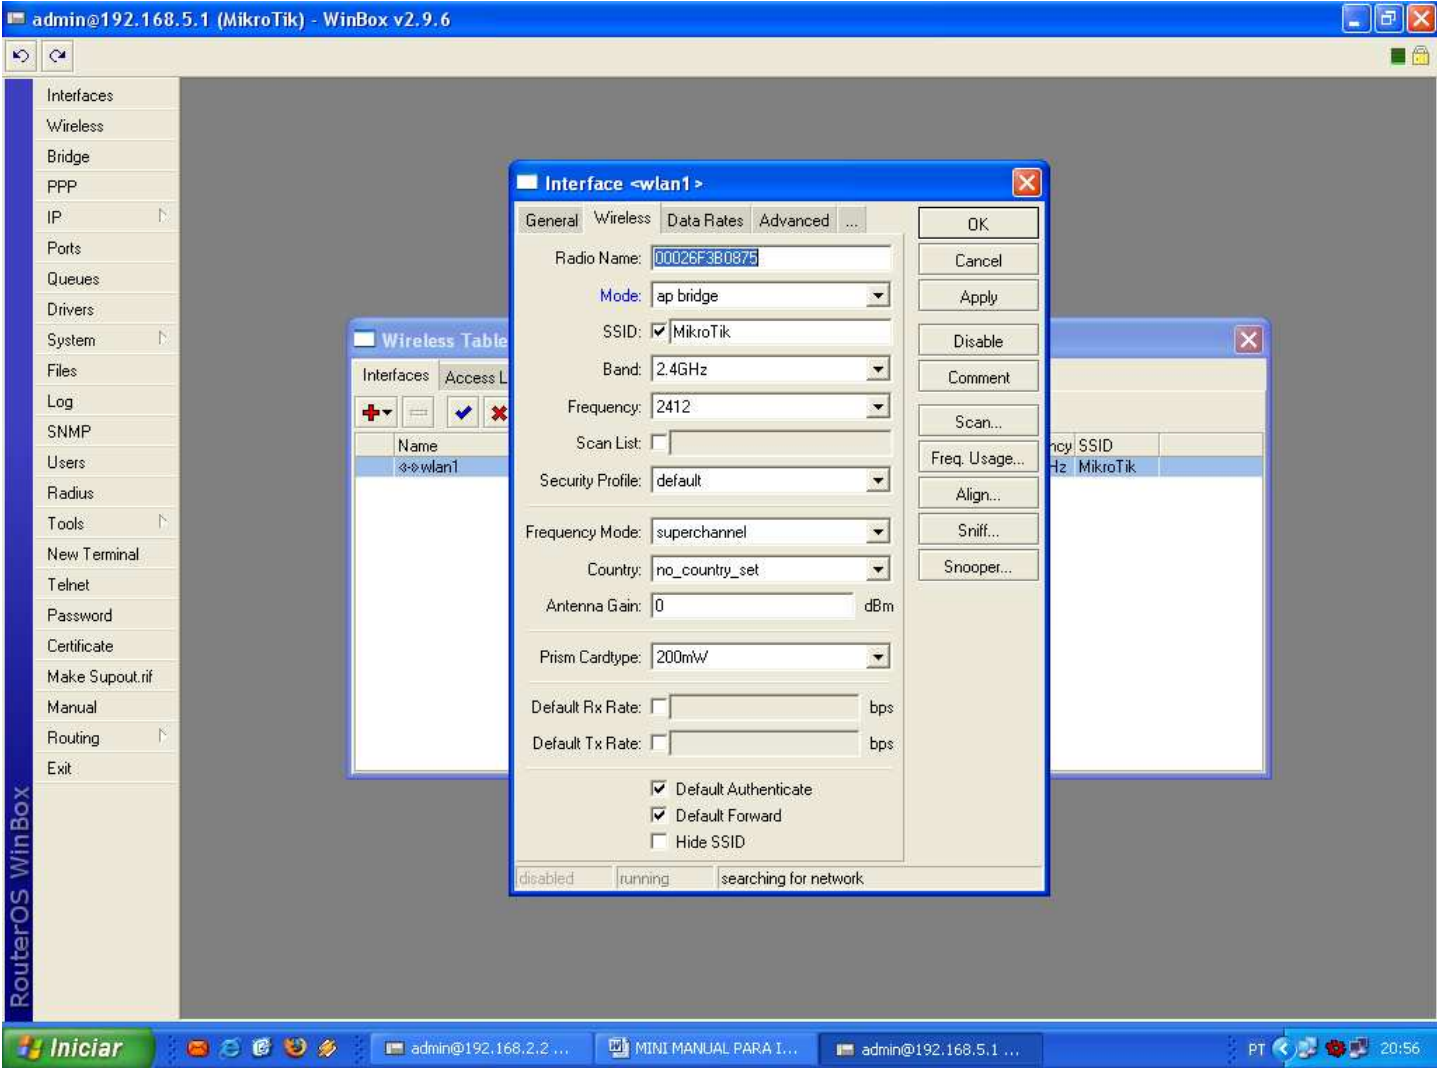 admin@192.168.5.1 (MikroTik) - WinBox v2.9.6
Interfaces
Wireless
Bridge
PPP
IP
Ports
Queues
Drivers
System
Files
Log
SNMP
Users
Radius
Tools
New Terminal
Telnet
Password
Certificate
Make Supout.rif
Manual
Routing
Exit
RouterOS WinBox
Wireless Table
Interfaces Access L
Name
wlan1
ncy SSID
Hz MikroTik
Interface <wlan1>
General Wireless Data Rates Advanced ...
Radio Name: 00026F3B0875
Mode: ap bridge
SSID: MikroTik
Band: 2.4GHz
Frequency: 2412
Scan List:
Security Profile: default
Frequency Mode: superchannel
Country: no_country_set
Antenna Gain: 0 dBm
Prism Cardtype: 200mW
Default Rx Rate: bps
Default Tx Rate: bps
Default Authenticate
Default Forward
Hide SSID
disabled running searching for network
OK
Cancel
Apply
Disable
Comment
Scan...
Freq. Usage...
Align...
Sniff...
Snooper...
Iniciar admin@192.168.2.2 ... MINI MANUAL PARA I... admin@192.168.5.1 ... PT 20:56